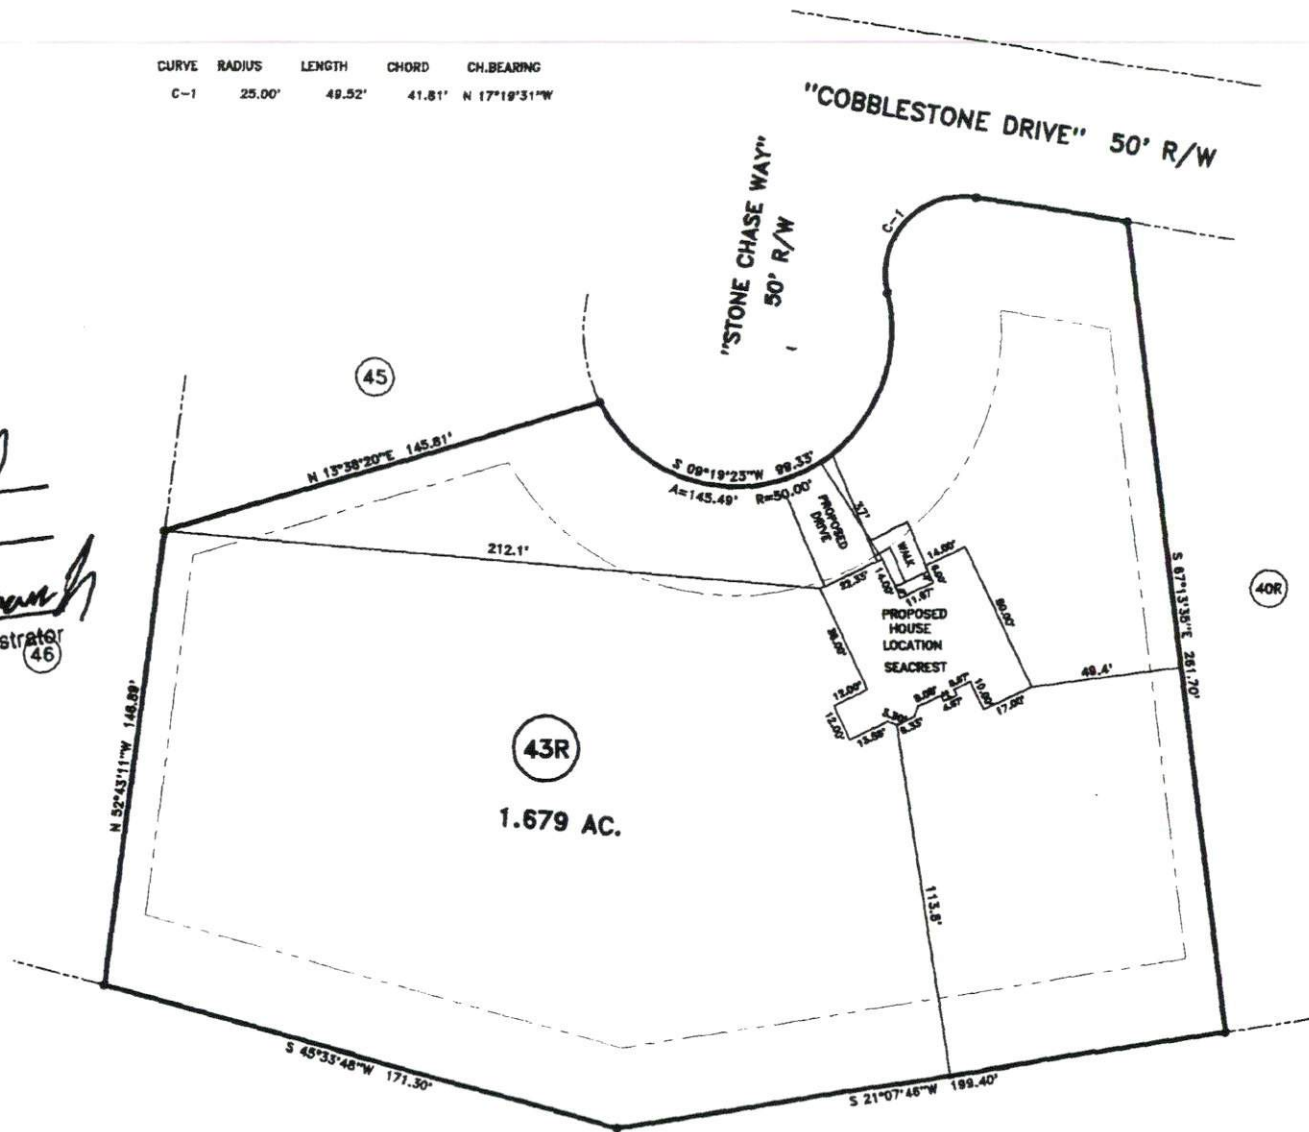 CURVE RADIUS LENGTH CHORD CH.BEARING
C-1 25.00' 49.52' 41.81' N 17°19'31"W
"COBBLESTONE DRIVE" 50' R/W
"STONE CHASE WAY"
50' R/W
C-1
45
N 13°38'20"E 145.81'
S 09°19'23"W 99.33'
A=145.49' R=50.00'
PROPOSED
DRIVE
37'
WALK
212.1'
22.33'
14.00'
14.00'
6.00'
11.67'
60.00'
PROPOSED
HOUSE
LOCATION
SEACREST
S 67°13'35"E 261.70'
40R
49.4'
strator
46
12.00'
12.00'
10.00'
17.00'
N 52°43'11"W 146.89'
43R
1.679 AC.
113.8'
S 45°33'48"W 171.30'
S 21°07'46"W 199.40'